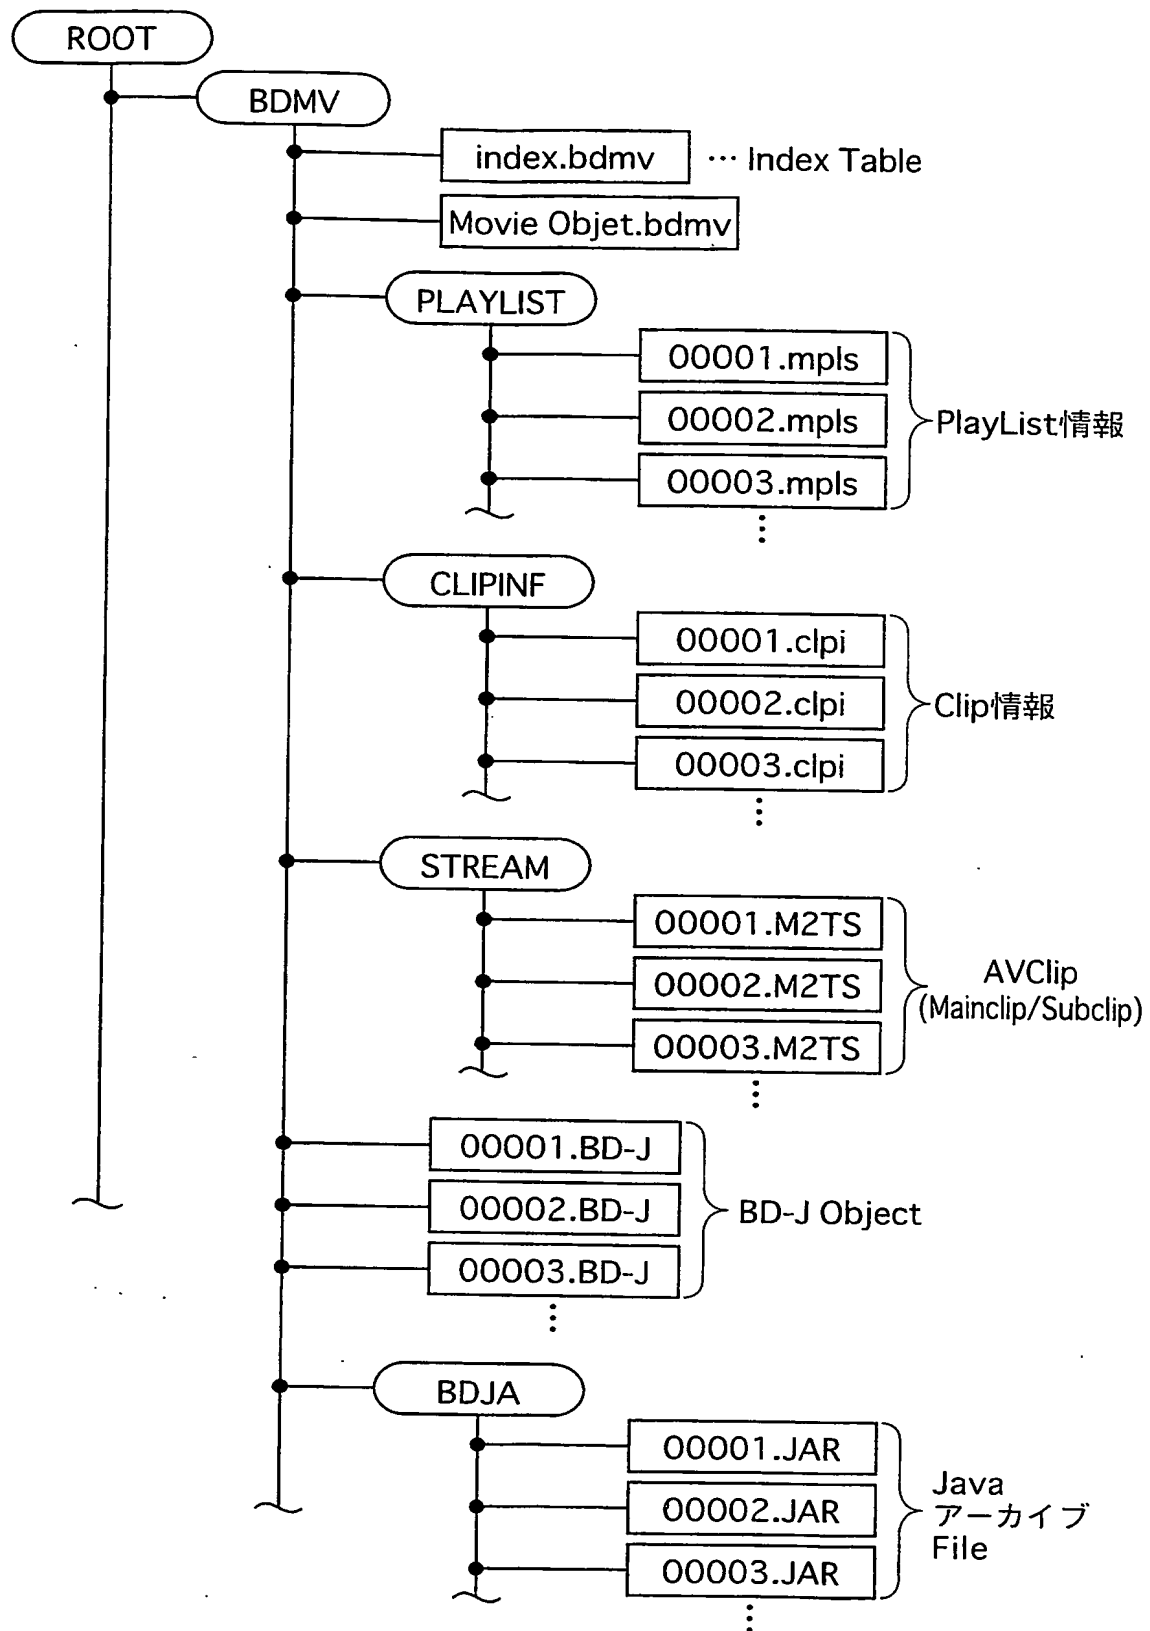 ROOT
BDMV
index.bdmv … Index Table
Movie Objet.bdmv
PLAYLIST
00001.mpls
00002.mpls
PlayList情報
00003.mpls
CLIPINF
00001.clpi
00002.clpi
Clip情報
00003.clpi
STREAM
00001.M2TS
00002.M2TS
AVClip
(Mainclip/Subclip)
00003.M2TS
00001.BD-J
00002.BD-J
BD-J Object
00003.BD-J
BDJA
00001.JAR
00002.JAR
Java
アーカイブ
File
00003.JAR